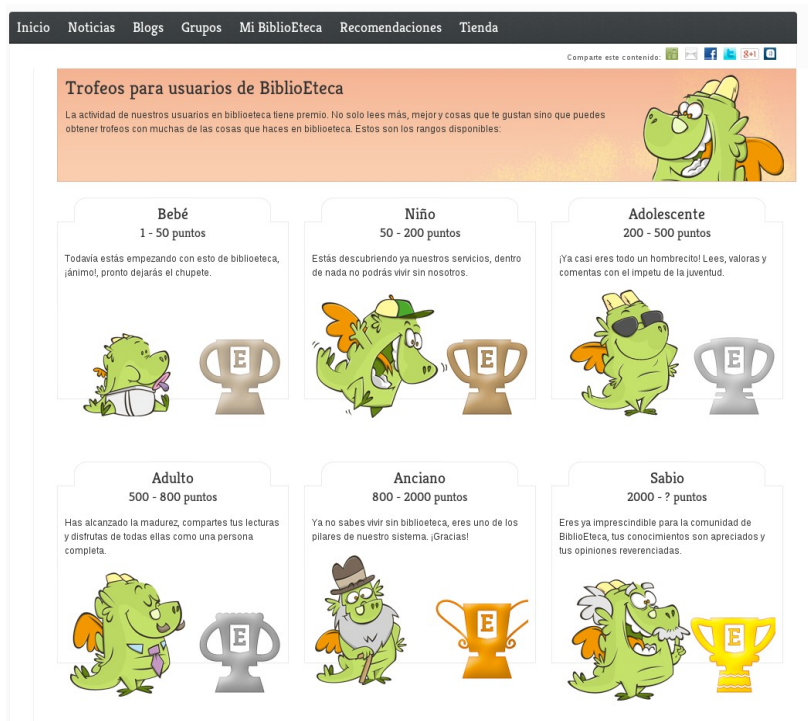 Inicio Noticias Blogs Grupos Mi BiblioEteca Recomendaciones Tienda
Comparte este contenido:
Trofeos para usuarios de BiblioEteca
La actividad de nuestros usuarios en biblioeteca tiene premio. No solo lees más, mejor y cosas que te gustan sino que puedes
obtener trofeos con muchas de las cosas que haces en biblioeteca. Estos son los rangos disponibles:
Bebé
1 - 50 puntos
Todavía estás empezando con esto de biblioeteca,
¡ánimo!, pronto dejarás el chupete.
E
Niño
50 - 200 puntos
Estás descubriendo ya nuestros servicios, dentro
de nada no podrás vivir sin nosotros.
E
Adolescente
200 - 500 puntos
¡Ya casi eres todo un hombrecito! Lees, valoras y
comentas con el impetu de la juventud.
E
Adulto
500 - 800 puntos
Has alcanzado la madurez, compartes tus lecturas
y disfrutas de todas ellas como una persona
completa.
E
Anciano
800 - 2000 puntos
Ya no sabes vivir sin biblioeteca, eres uno de los
pilares de nuestro sistema. ¡Gracias!
E
Sabio
2000 - ? puntos
Eres ya imprescindible para la comunidad de
BiblioEteca, tus conocimientos son apreciados y
tus opiniones reverenciadas.
E